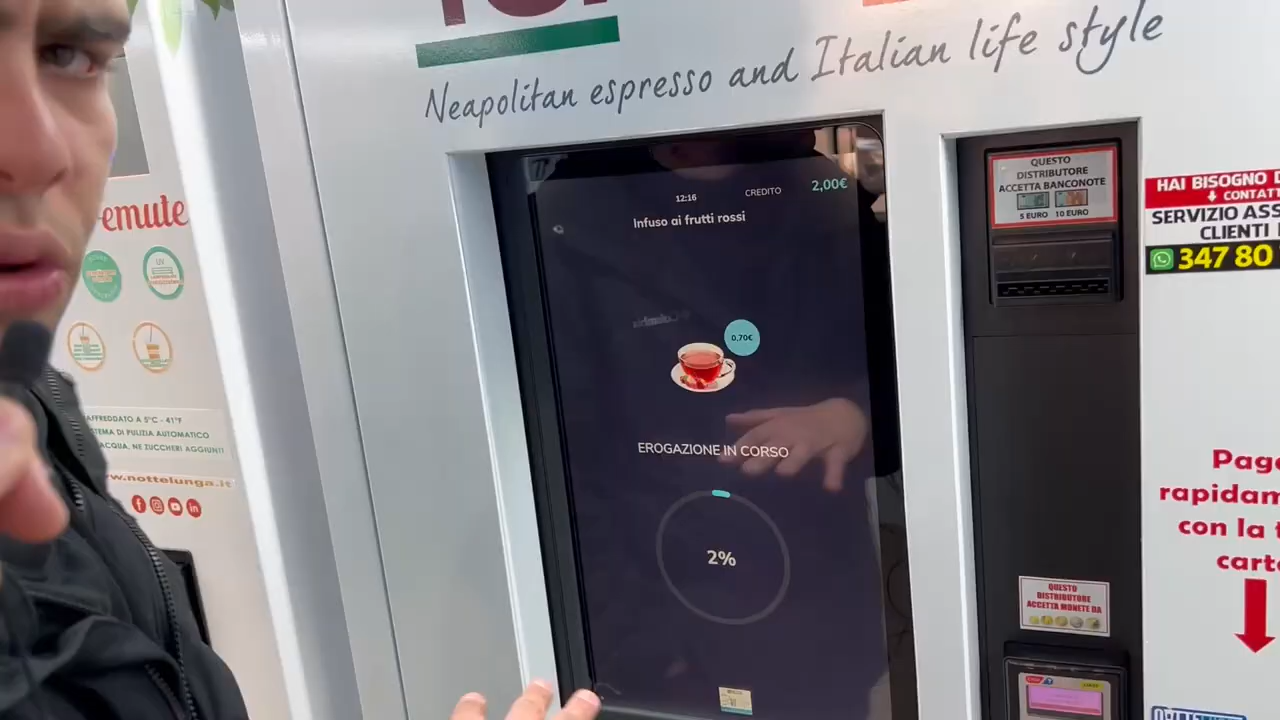 Neapolitan espresso and Italian life style
12:16
CREDITO
2,00€
Infuso ai frutti rossi
0,70€
EROGAZIONE IN CORSO
2%
QUESTO
DISTRIBUTORE
ACCETTA BANCONOTE
5 EURO 10 EURO
HAI BISOGNO
CONTATT
SERVIZIO ASS
CLIENTI
347 80
Page
rapidam
con la
carte
QUESTO
DISTRIBUTORE
ACCETTA MONETE DA
emute
AFFREDDATO A 5°C - 41°F
TEMA DI PULIZIA AUTOMATICO
ACQUA, NE ZUCCHERI AGGIUNTI
w.nottelunga.it